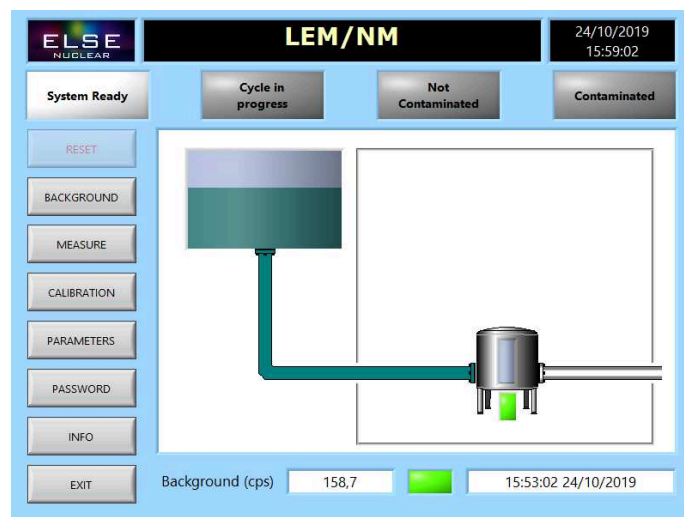 ELSE
NUCLEAR
LEM/NM
24/10/2019
15:59:02
System Ready
Cycle in
progress
Not
Contaminated
Contaminated
RESET
BACKGROUND
MEASURE
CALIBRATION
PARAMETERS
PASSWORD
INFO
EXIT
Background (cps)
158,7
15:53:02 24/10/2019